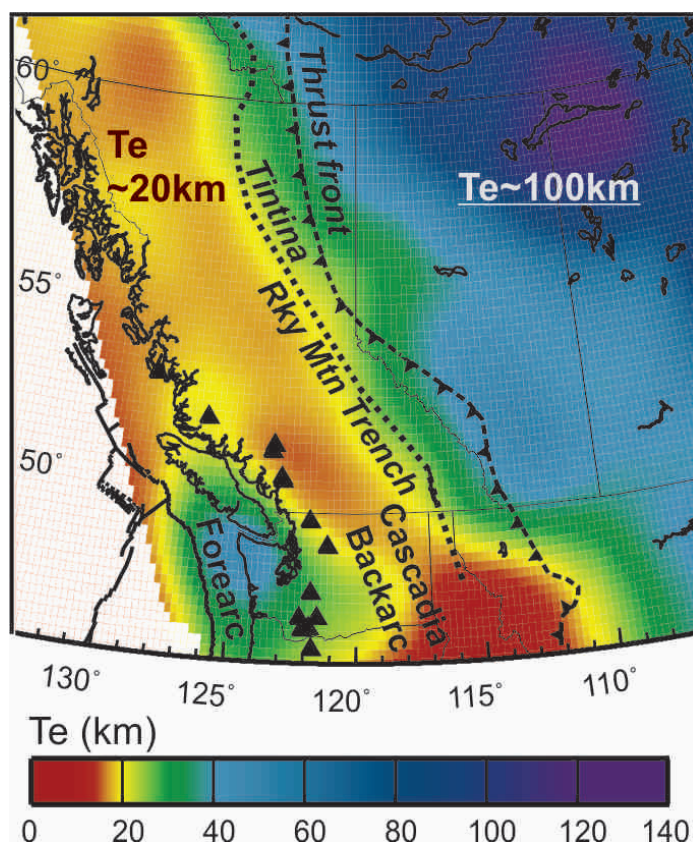 60°
55°
50°
Te
~20km
Thrust front
Tintina
Te~100km
Rky Mtn Trench
Cascadia
Backarc
Forearc
130°
125°
120°
115°
110°
Te (km)
0 20 40 60 80 100 120 140